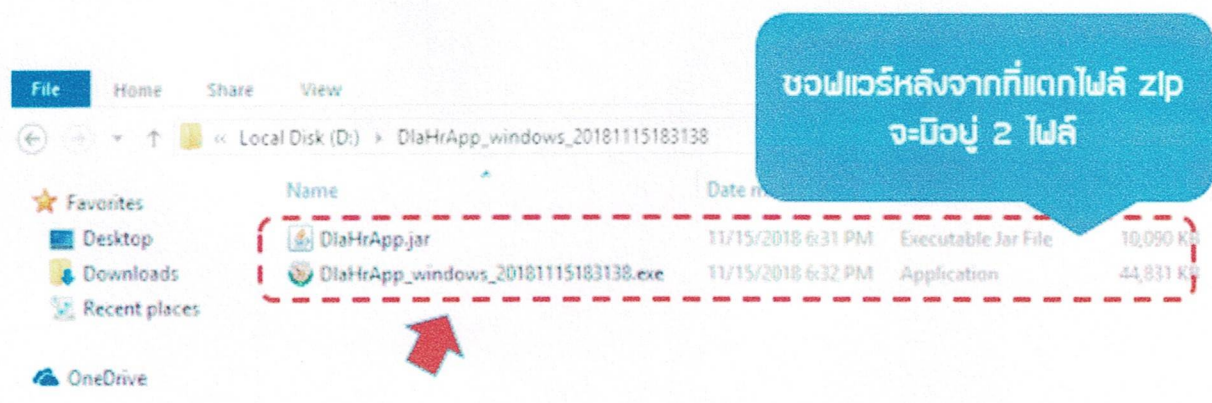 ซอฟแวร์หลังจากที่แตกไฟล์ zip
จะมีอยู่ 2 ไฟล์
File Home Share View
« Local Disk (D:) DlaHrApp_windows_20181115183138
Name Date m
Favorites
Desktop DlaHrApp.jar 11/15/2018 6:31 PM Executable Jar File 10,090 KB
Downloads DlaHrApp_windows_20181115183138.exe 11/15/2018 6:32 PM Application 44,831 KB
Recent places
OneDrive